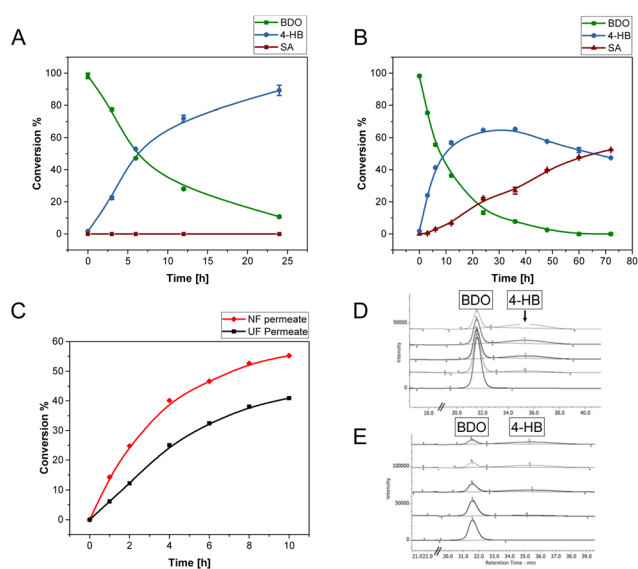 A
BDO
4-HB
SA
100
80
60
40
20
0
Conversion %
0 5 10 15 20 25
Time [h]
B
BDO
4-HB
SA
100
80
60
40
20
0
Conversion %
0 10 20 30 40 50 60 70 80
Time [h]
C
NF permeate
UF Permeate
60
50
40
30
20
10
0
Conversion %
0 2 4 6 8 10
Time [h]
D
BDO 4-HB
50000
0
Intensity
18.0 30.0 32.0 34.0 36.0 38.0 40.0
E
BDO 4-HB
100000
50000
0
Intensity
21.0 22.0 30.0 31.0 32.0 33.0 34.0 35.0 36.0 37.0 38.0 39.0
Retention Time - min